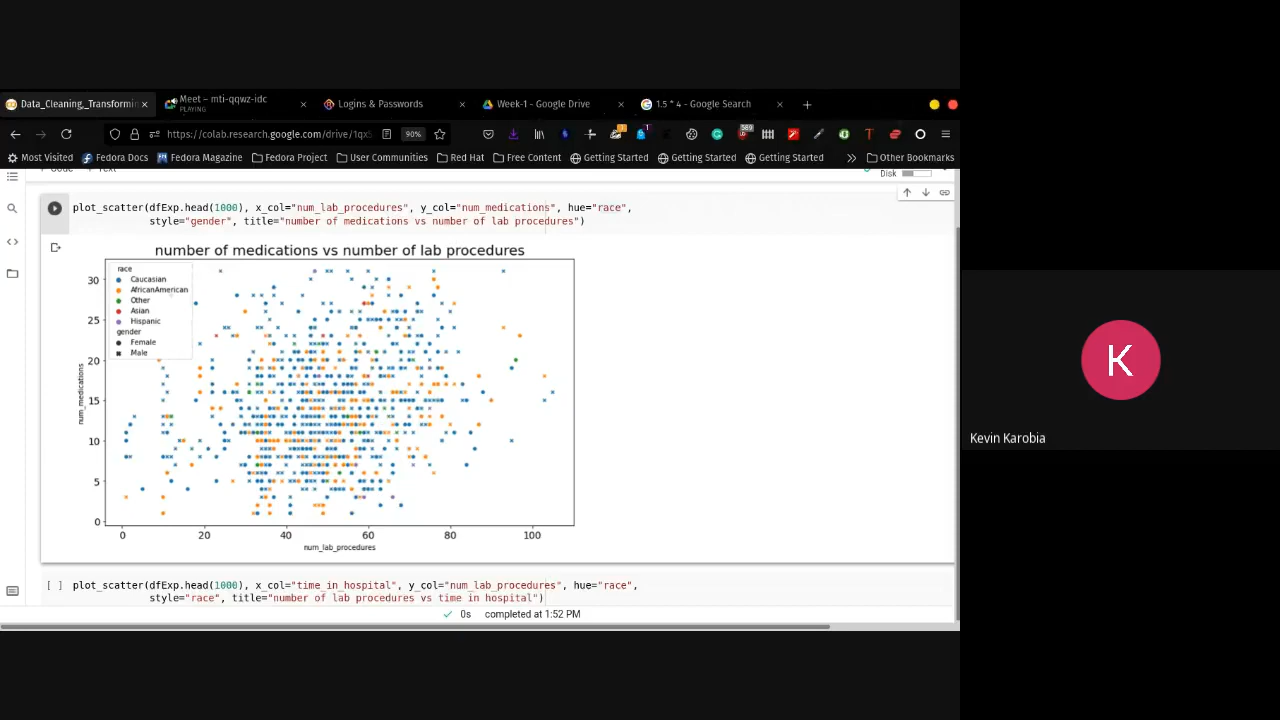 Data_Cleaning,_Transformin
Meet – mti-qqwz-idc
PLAYING
Logins & Passwords
Week-1 - Google Drive
1.5 * 4 - Google Search
https://colab.research.google.com/drive/1qx
90%
Most Visited
Fedora Docs
Fedora Magazine
Fedora Project
User Communities
Red Hat
Free Content
Getting Started
Getting Started
Getting Started
Other Bookmarks
Disk
plot_scatter(dfExp.head(1000), x_col="num_lab_procedures", y_col="num_medications", hue="race",
style="gender", title="number of medications vs number of lab procedures")
number of medications vs number of lab procedures
race
Caucasian
AfricanAmerican
Other
Asian
Hispanic
gender
Female
Male
30
25
20
15
10
5
0
num_medications
0 20 40 60 80 100
num_lab_procedures
[ ] plot_scatter(dfExp.head(1000), x_col="time_in_hospital", y_col="num_lab_procedures", hue="race",
style="race", title="number of lab procedures vs time in hospital")
0s completed at 1:52 PM
K
Kevin Karobia